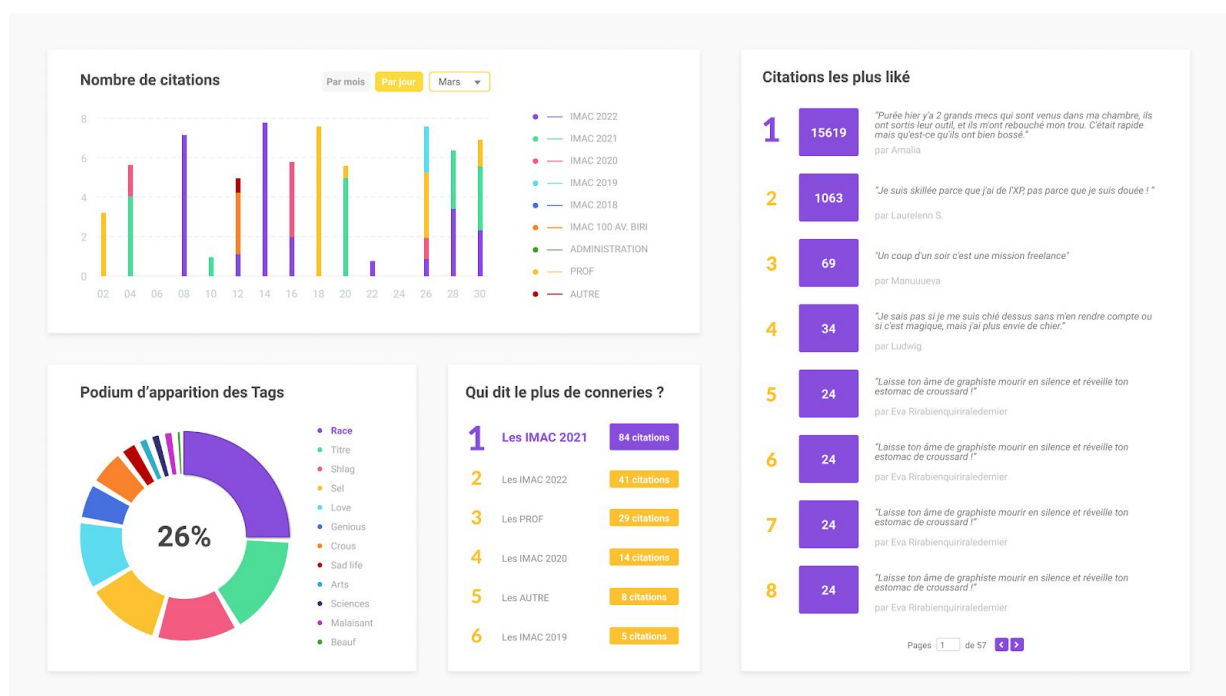 Nombre de citations
Par mois Par jour Mars
8
6
4
2
0
02 04 06 08 10 12 14 16 18 20 22 24 26 28 30
IMAC 2022
IMAC 2021
IMAC 2020
IMAC 2019
IMAC 2018
IMAC 100 AV. BIRI
ADMINISTRATION
PROF
AUTRE
Podium d’apparition des Tags
26%
Race
Titre
Shlag
Sel
Love
Genious
Crous
Sad life
Arts
Sciences
Malaisant
Beauf
Qui dit le plus de conneries ?
1 Les IMAC 2021 84 citations
2 Les IMAC 2022 41 citations
3 Les PROF 29 citations
4 Les IMAC 2020 14 citations
5 Les AUTRE 8 citations
6 Les IMAC 2019 5 citations
Citations les plus liké
1 15619
"Purée hier y'a 2 grands mecs qui sont venus dans ma chambre, ils
ont sortis leur outil, et ils m'ont rebouché mon trou. C'était rapide
mais qu'est-ce qu'ils ont bien bossé."
par Amalia
2 1063
"Je suis skillée parce que j'ai de l'XP, pas parce que je suis douée ! "
par Laurelenn S.
3 69
"Un coup d'un soir c'est une mission freelance"
par Manuuueva
4 34
"Je sais pas si je me suis chié dessus sans m'en rendre compte ou
si c'est magique, mais j'ai plus envie de chier."
par Ludwig
5 24
"Laisse ton âme de graphiste mourir en silence et réveille ton
estomac de croussard !"
par Eva Rirabienquiriraledernier
6 24
"Laisse ton âme de graphiste mourir en silence et réveille ton
estomac de croussard !"
par Eva Rirabienquiriraledernier
7 24
"Laisse ton âme de graphiste mourir en silence et réveille ton
estomac de croussard !"
par Eva Rirabienquiriraledernier
8 24
"Laisse ton âme de graphiste mourir en silence et réveille ton
estomac de croussard !"
par Eva Rirabienquiriraledernier
Pages 1 de 57